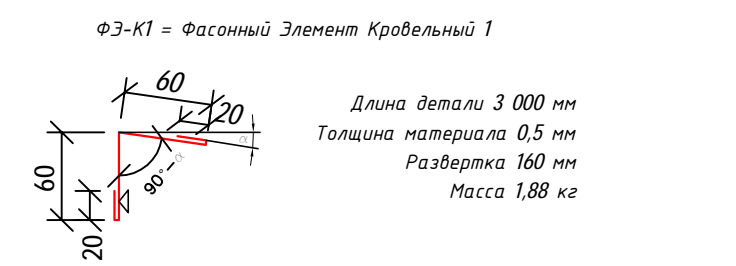 ФЭ-К1 = Фасонный Элемент Кровельный 1
60
20
Длина детали 3 000 мм
α
Толщина материала 0,5 мм
60
90°-α
Развертка 160 мм
Масса 1,88 кг
20